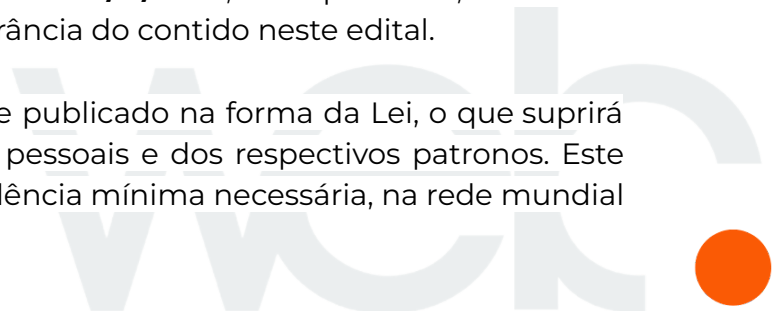 rância do contido neste edital.
e publicado na forma da Lei, o que suprirá
pessoais e dos respectivos patronos. Este
dência mínima necessária, na rede mundial
web